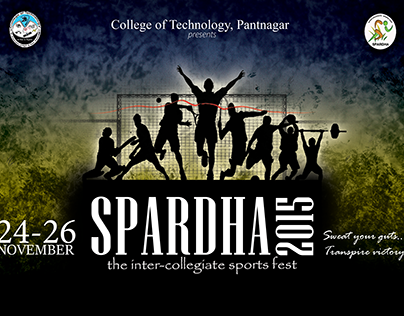 College of Technology, Pantnagar
presents
SPARDHA
2015
the inter-collegiate sports fest
24-26
NOVEMBER
Sweat your guts..
Transpire victory
SPARDHA